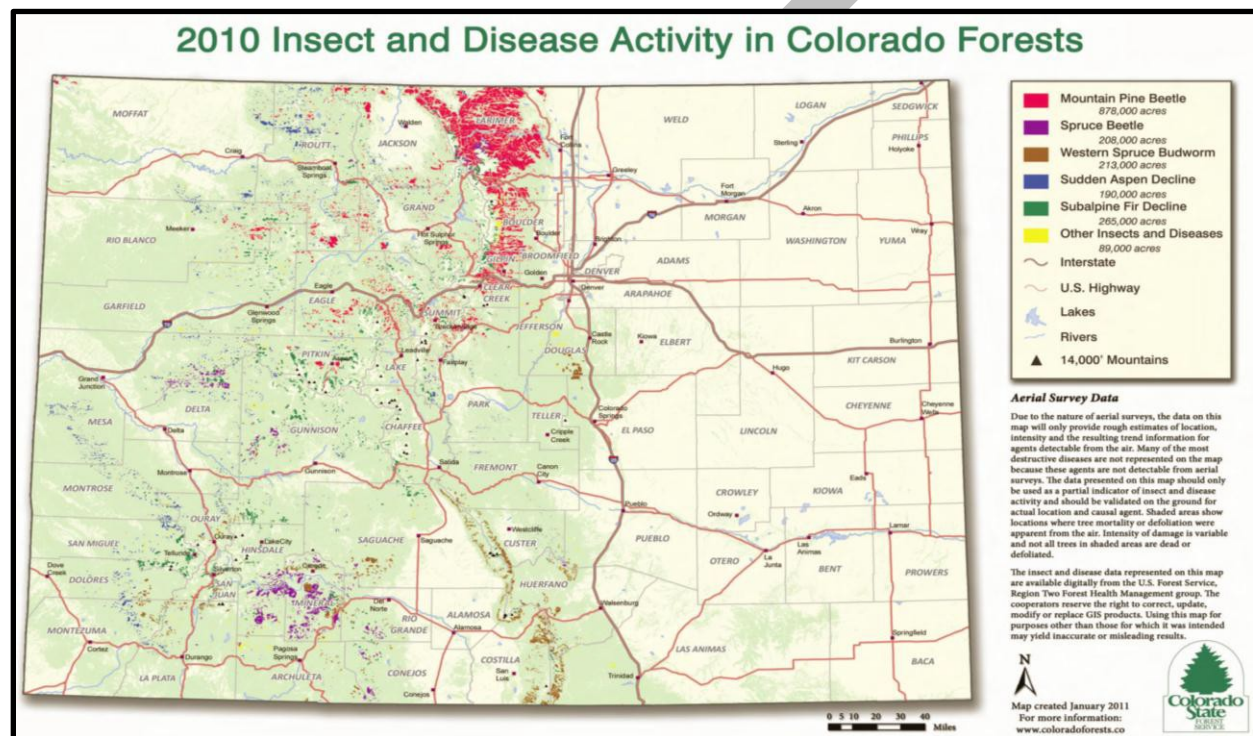 2010 Insect and Disease Activity in Colorado Forests
Mountain Pine Beetle
878,000 acres
Spruce Beetle
208,000 acres
Western Spruce Budworm
213,000 acres
Sudden Aspen Decline
190,000 acres
Subalpine Fir Decline
265,000 acres
Other Insects and Diseases
89,000 acres
Interstate
U.S. Highway
Lakes
Rivers
14,000' Mountains
Aerial Survey Data
Due to the nature of aerial surveys, the data on this
map will only provide rough estimates of location,
intensity and the resulting trend information for
agents detectable from the air. Many of the most
destructive diseases are not represented on the map
because these agents are not detectable from aerial
surveys. The data presented on this map should only
be used as a partial indicator of insect and disease
activity and should be validated on the ground for
actual location and causal agent. Shaded areas show
locations where tree mortality or defoliation were
apparent from the air. Intensity of damage is variable
and not all trees in shaded areas are dead or
defoliated.
The insect and disease data represented on this map
are available digitally from the U.S. Forest Service,
Region Two Forest Health Management group. The
cooperators reserve the right to correct, update,
modify or replace GIS products. Using this map for
purposes other than those for which it was intended
may yield inaccurate or misleading results.
N
Map created January 2011
For more information:
www.coloradoforests.co
Colorado
State
FOREST
SERVICE
0 5 10 20 30 40
Miles
MOFFAT
ROUTT
JACKSON
LARIMER
WELD
LOGAN
SEDGWICK
PHILLIPS
Walden
Craig
Steamboat
Springs
Fort
Collins
Greeley
Sterling
Holyoke
Fort
Morgan
MORGAN
Akron
WASHINGTON
YUMA
Wray
RIO BLANCO
Meeker
GRAND
Hot Sulphur
Springs
BOULDER
Boulder
BROOMFIELD
Brighton
GILPIN
Golden
DENVER
Denver
ADAMS
ARAPAHOE
GARFIELD
Glenwood
Springs
Eagle
EAGLE
SUMMIT
Breckenridge
CLEAR
CREEK
JEFFERSON
DOUGLAS
Castle
Rock
Kiowa
ELBERT
Burlington
KIT CARSON
Hugo
Grand
Junction
MESA
PITKIN
Aspen
LAKE
Leadville
Fairplay
PARK
TELLER
Cripple
Creek
Colorado
Springs
EL PASO
LINCOLN
CHEYENNE
Cheyenne
Wells
DELTA
Delta
GUNNISON
Gunnison
CHAFFEE
Salida
FREMONT
Canon
City
Montrose
MONTROSE
OURAY
Ouray
Pueblo
PUEBLO
CROWLEY
Ordway
KIOWA
Eads
SAN MIGUEL
Telluride
HINSDALE
LakeCity
SAGUACHE
Saguache
Westcliffe
CUSTER
HUERFANO
Walsenburg
OTERO
La
Junta
Las
Animas
BENT
Lamar
PROWERS
Dove
Creek
DOLORES
Silverton
SAN
JUAN
Creede
MINERAL
Del
Norte
RIO
GRANDE
ALAMOSA
Alamosa
MONTEZUMA
Cortez
Durango
LA PLATA
Pagosa
Springs
ARCHULETA
CONEJOS
Conejos
COSTILLA
San
Luis
Trinidad
LAS ANIMAS
Springfield
BACA